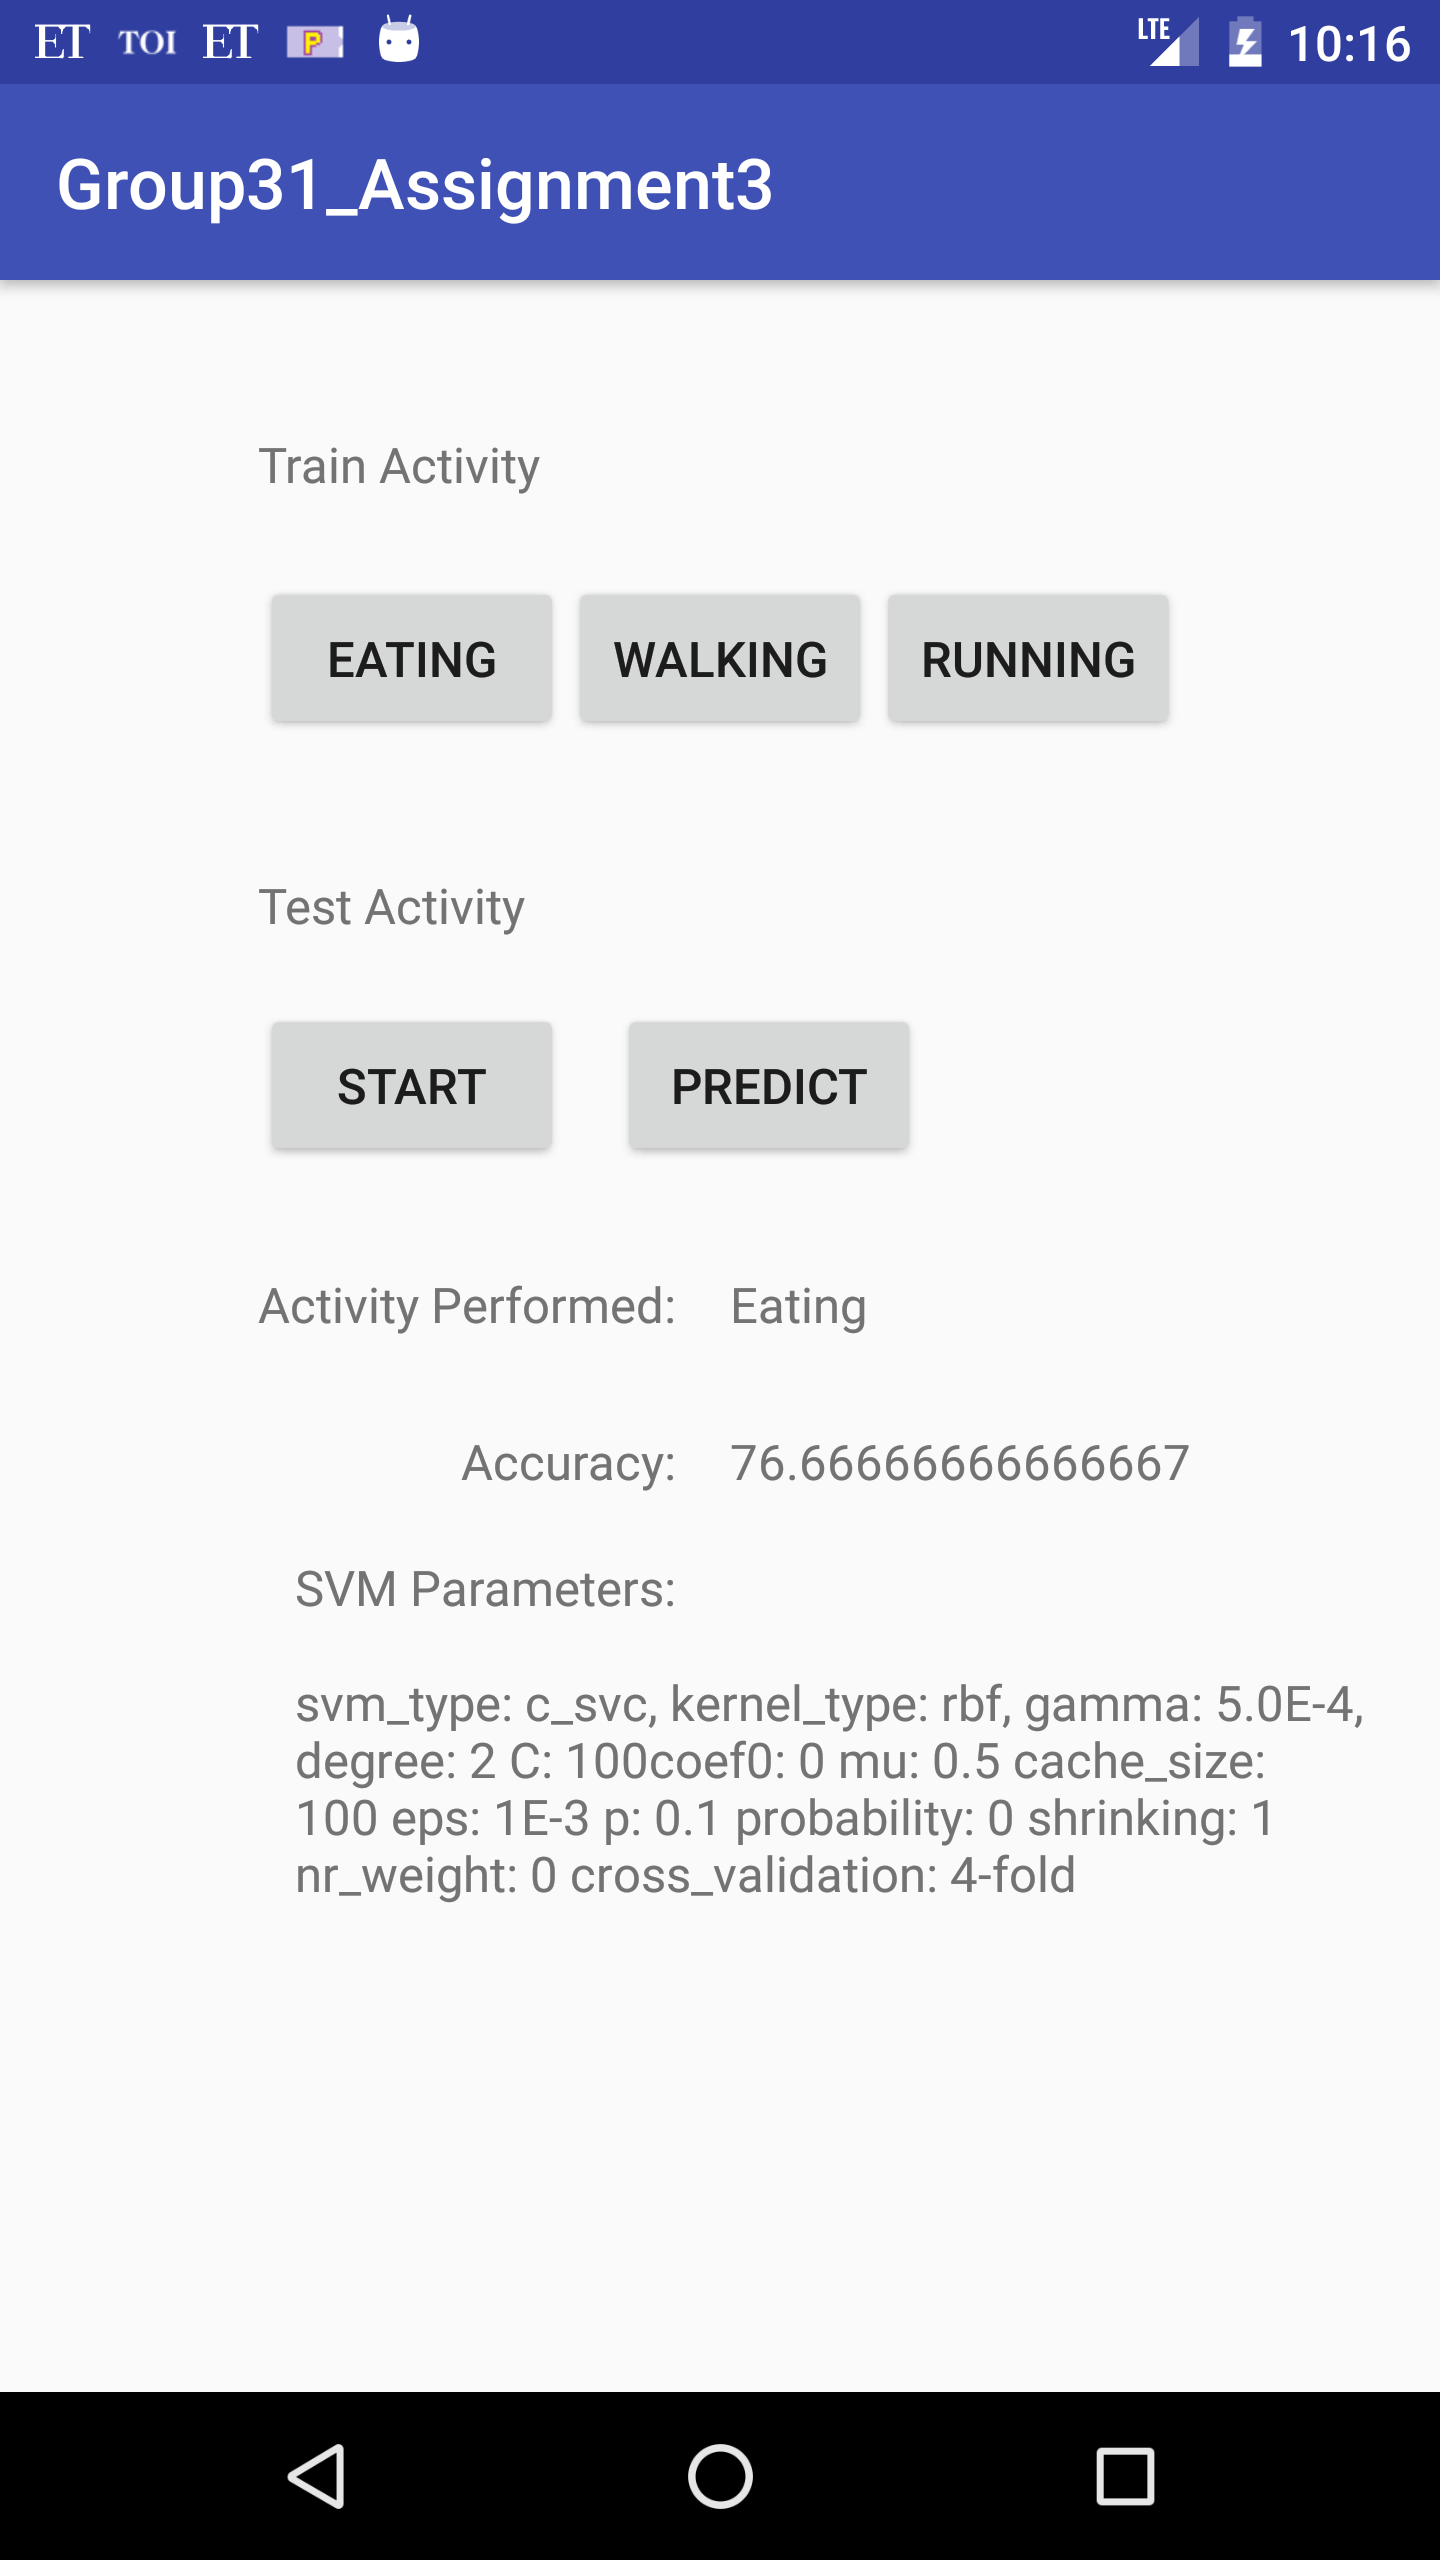 ET TOI ET P LTE 10:16
Group31_Assignment3
Train Activity
EATING WALKING RUNNING
Test Activity
START PREDICT
Activity Performed: Eating
Accuracy: 76.66666666666667
SVM Parameters:
svm_type: c_svc, kernel_type: rbf, gamma: 5.0E-4,
degree: 2 C: 100coef0: 0 mu: 0.5 cache_size:
100 eps: 1E-3 p: 0.1 probability: 0 shrinking: 1
nr_weight: 0 cross_validation: 4-fold